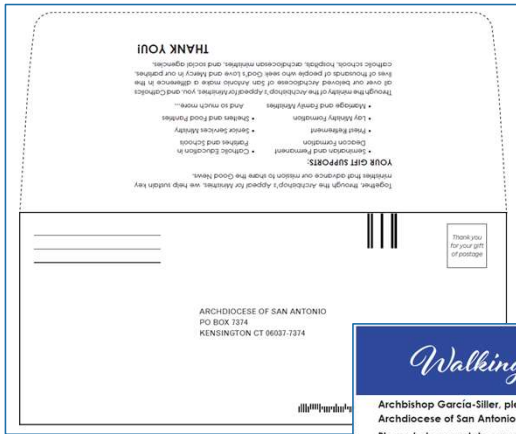 Together, through the Archbishop's Appeal for Ministries, we help sustain key
ministries that advance our mission to share the Good News.
YOUR GIFT SUPPORTS:
• Seminarian and Permanent
Deacon Formation
• Priest Retirement
• Lay Ministry Formation
• Marriage and Family Ministries
• Catholic Education in
Parishes and Schools
• Senior Services Ministry
• Shelters and Food Pantries
And so much more...
Through the ministry of the Archbishop's Appeal for Ministries, you, and Catholics
all over our beloved Archdiocese of San Antonio make a difference in the
lives of thousands of people who seek God's Love and Mercy in our parishes,
catholic schools, hospitals, archdiocesan ministries, and social agencies.
THANK YOU!
Thank you
for your gift
of postage
ARCHDIOCESE OF SAN ANTONIO
PO BOX 7374
KENSINGTON CT 06037-7374
Walking
Archbishop García-Siller, ple
Archdiocese of San Antonio